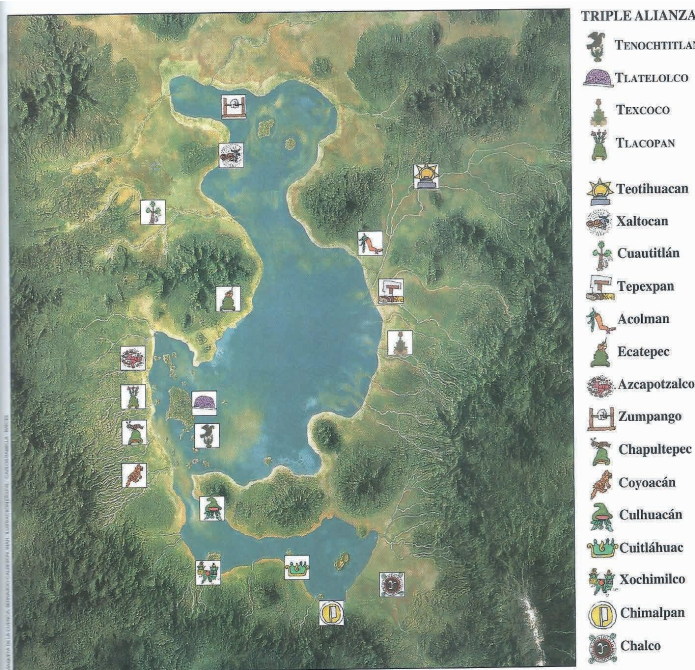 TRIPLE ALIANZA
TENOCHTITLAN
TLATELOLCO
TEXCOCO
TLACOPAN
Teotihuacan
Xaltocan
Cuautitlán
Tepexpan
Acolman
Ecatepec
Azcapotzalco
Zumpango
Chapultepec
Coyoacán
Culhuacán
Cuitláhuac
Xochimilco
Chimalpan
Chalco